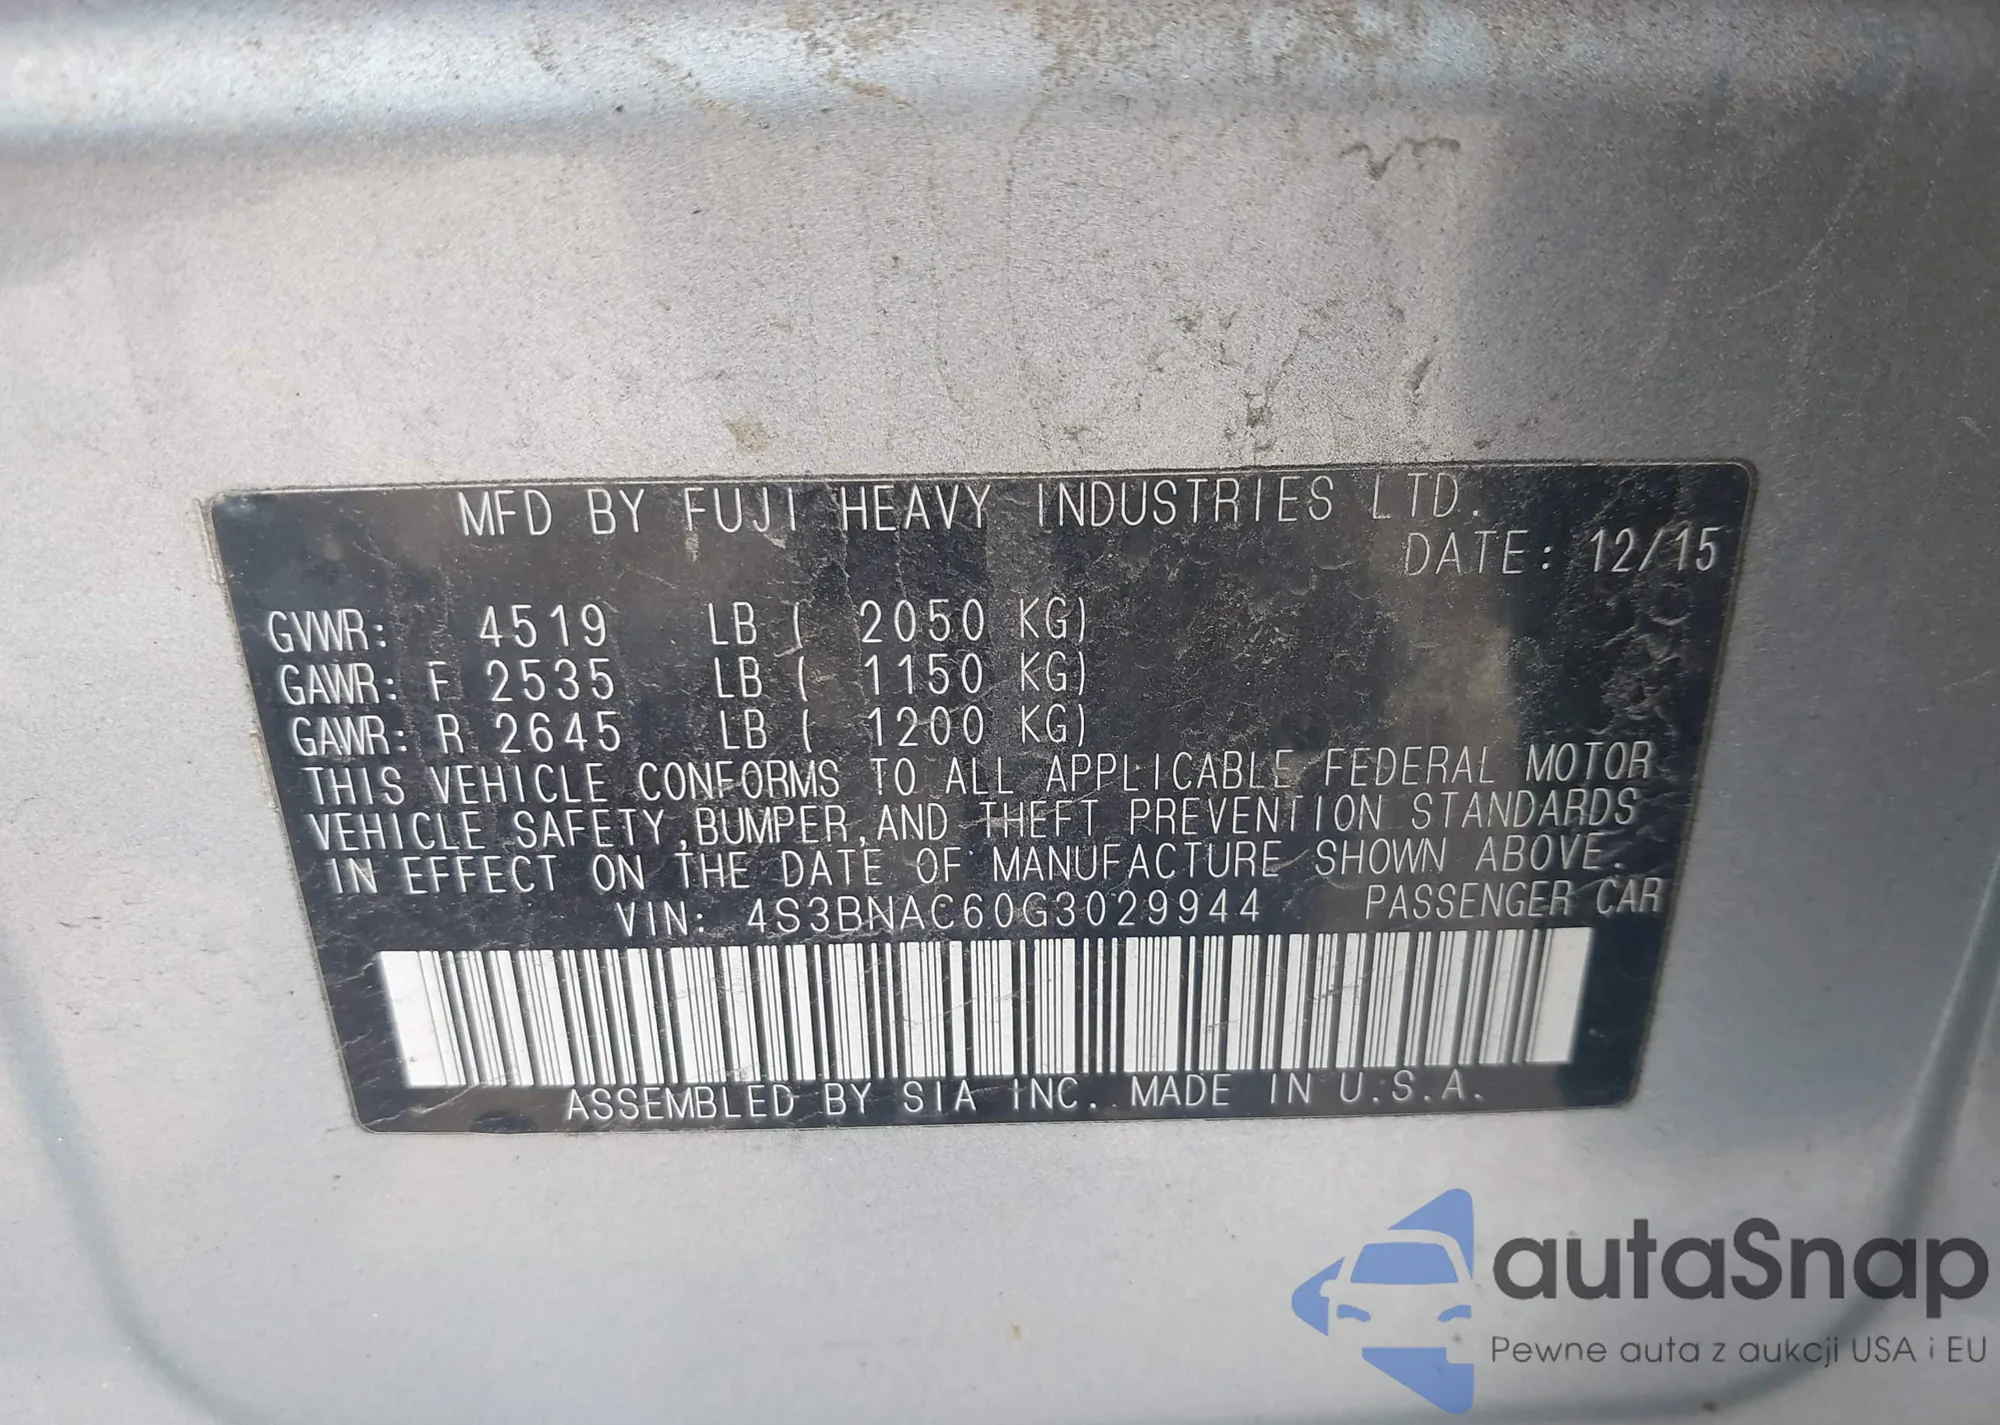 MFD BY FUJI HEAVY INDUSTRIES LTD.
DATE: 12/15
GVWR: 4519 LB ( 2050 KG)
GAWR: F 2535 LB ( 1150 KG)
GAWR: R 2645 LB ( 1200 KG)
THIS VEHICLE CONFORMS TO ALL APPLICABLE FEDERAL MOTOR
VEHICLE SAFETY,BUMPER,AND THEFT PREVENTION STANDARDS
IN EFFECT ON THE DATE OF MANUFACTURE SHOWN ABOVE.
VIN: 4S3BNAC60G3029944 PASSENGER CAR
ASSEMBLED BY SIA INC. MADE IN U.S.A.
autaSnap
Pewne auta z aukcji USA i EU